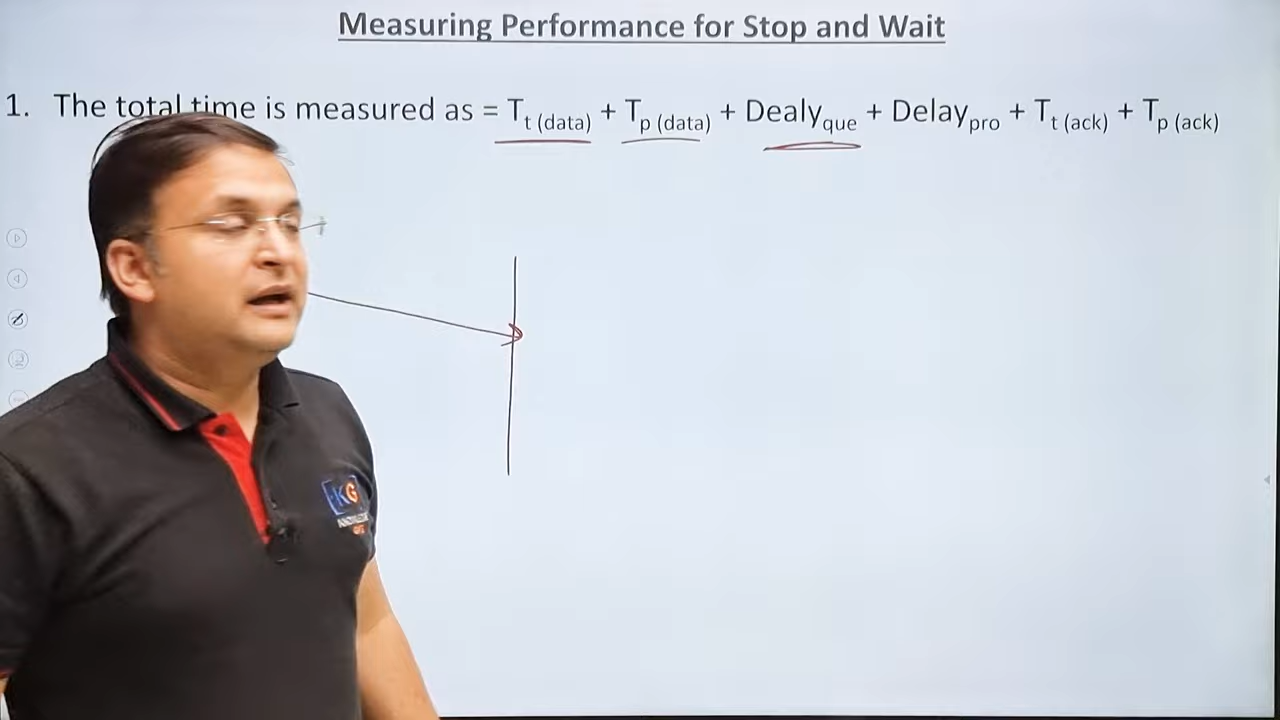 Measuring Performance for Stop and Wait
1. The total time is measured as = Tt (data) + Tp (data) + Dealyque + Delaypro + Tt (ack) + Tp (ack)
KG